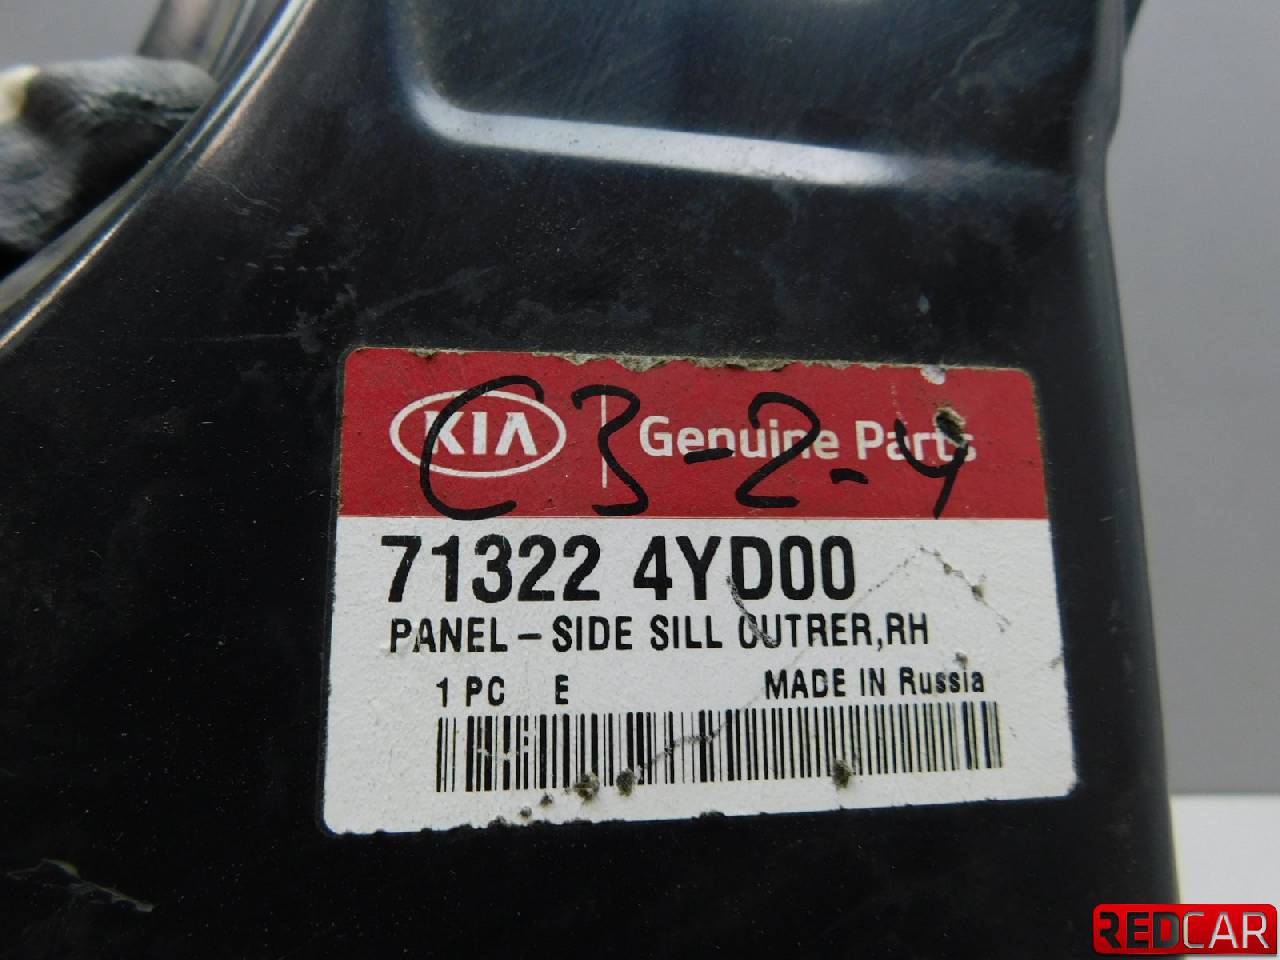 KIA Genuine Parts
C3-2-4
71322 4YD00
PANEL-SIDE SILL OUTRER,RH
1 PC E MADE IN Russia
REDCAR